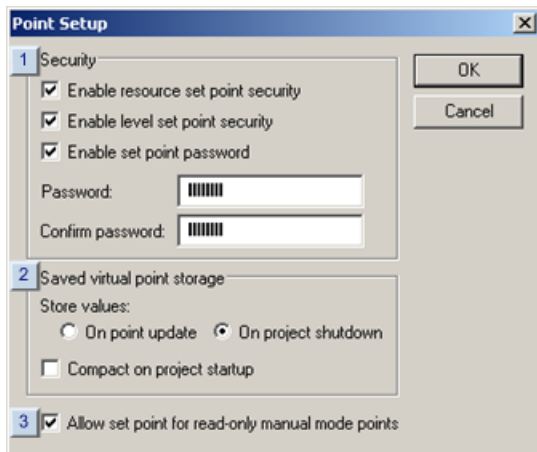 Point Setup
1 Security
OK
Enable resource set point security
Enable level set point security
Cancel
Enable set point password
Password:
Confirm password:
2 Saved virtual point storage
Store values:
On point update On project shutdown
Compact on project startup
3 Allow set point for read-only manual mode points